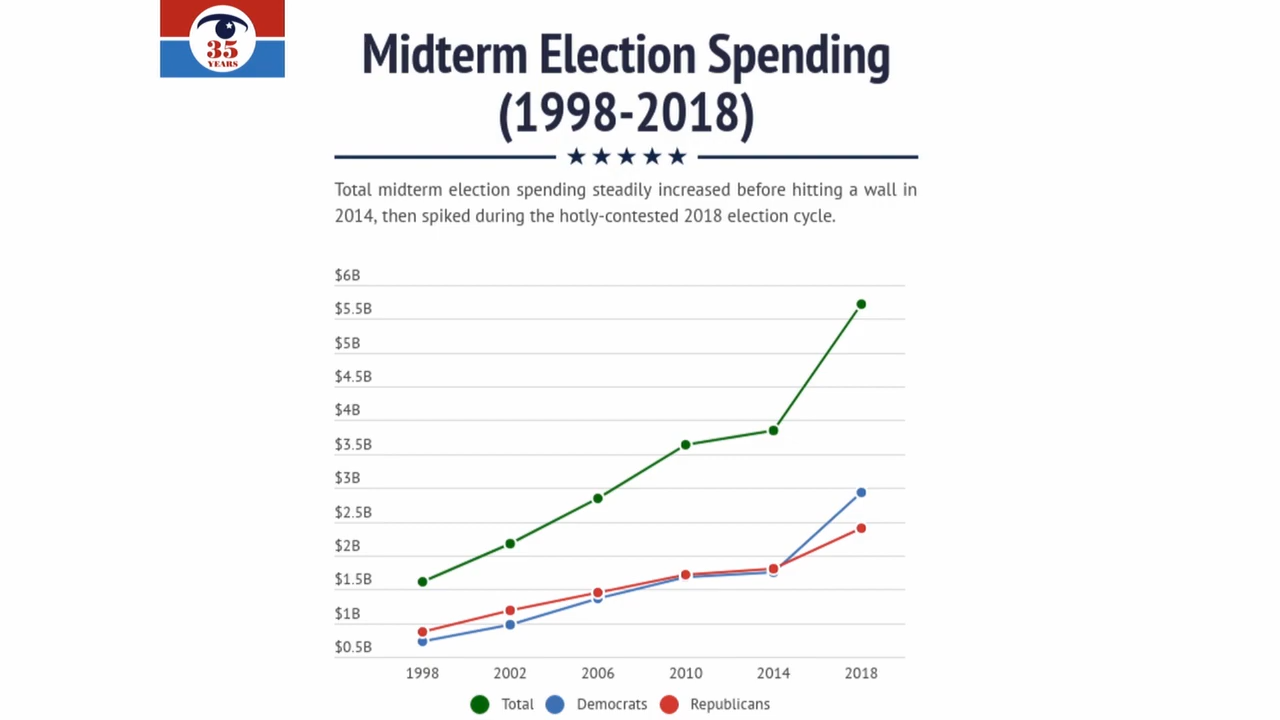 35
YEARS
Midterm Election Spending
(1998-2018)
Total midterm election spending steadily increased before hitting a wall in
2014, then spiked during the hotly-contested 2018 election cycle.
$6B
$5.5B
$5B
$4.5B
$4B
$3.5B
$3B
$2.5B
$2B
$1.5B
$1B
$0.5B
1998 2002 2006 2010 2014 2018
Total Democrats Republicans